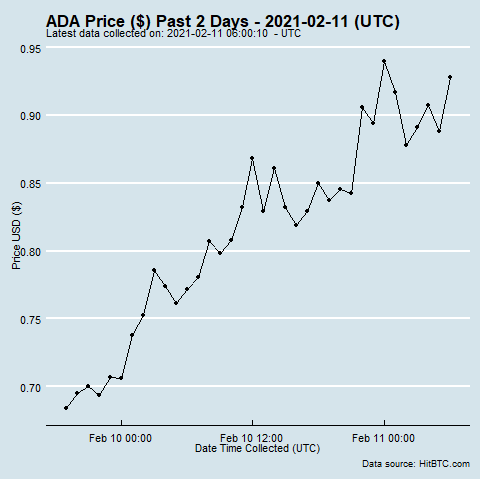 ADA Price ($) Past 2 Days - 2021-02-11 (UTC)
Latest data collected on: 2021-02-11 06:00:10 - UTC
0.95
0.90
0.85
0.80
0.75
0.70
Price USD ($)
Feb 10 00:00 Feb 10 12:00 Feb 11 00:00
Date Time Collected (UTC)
Data source: HitBTC.com